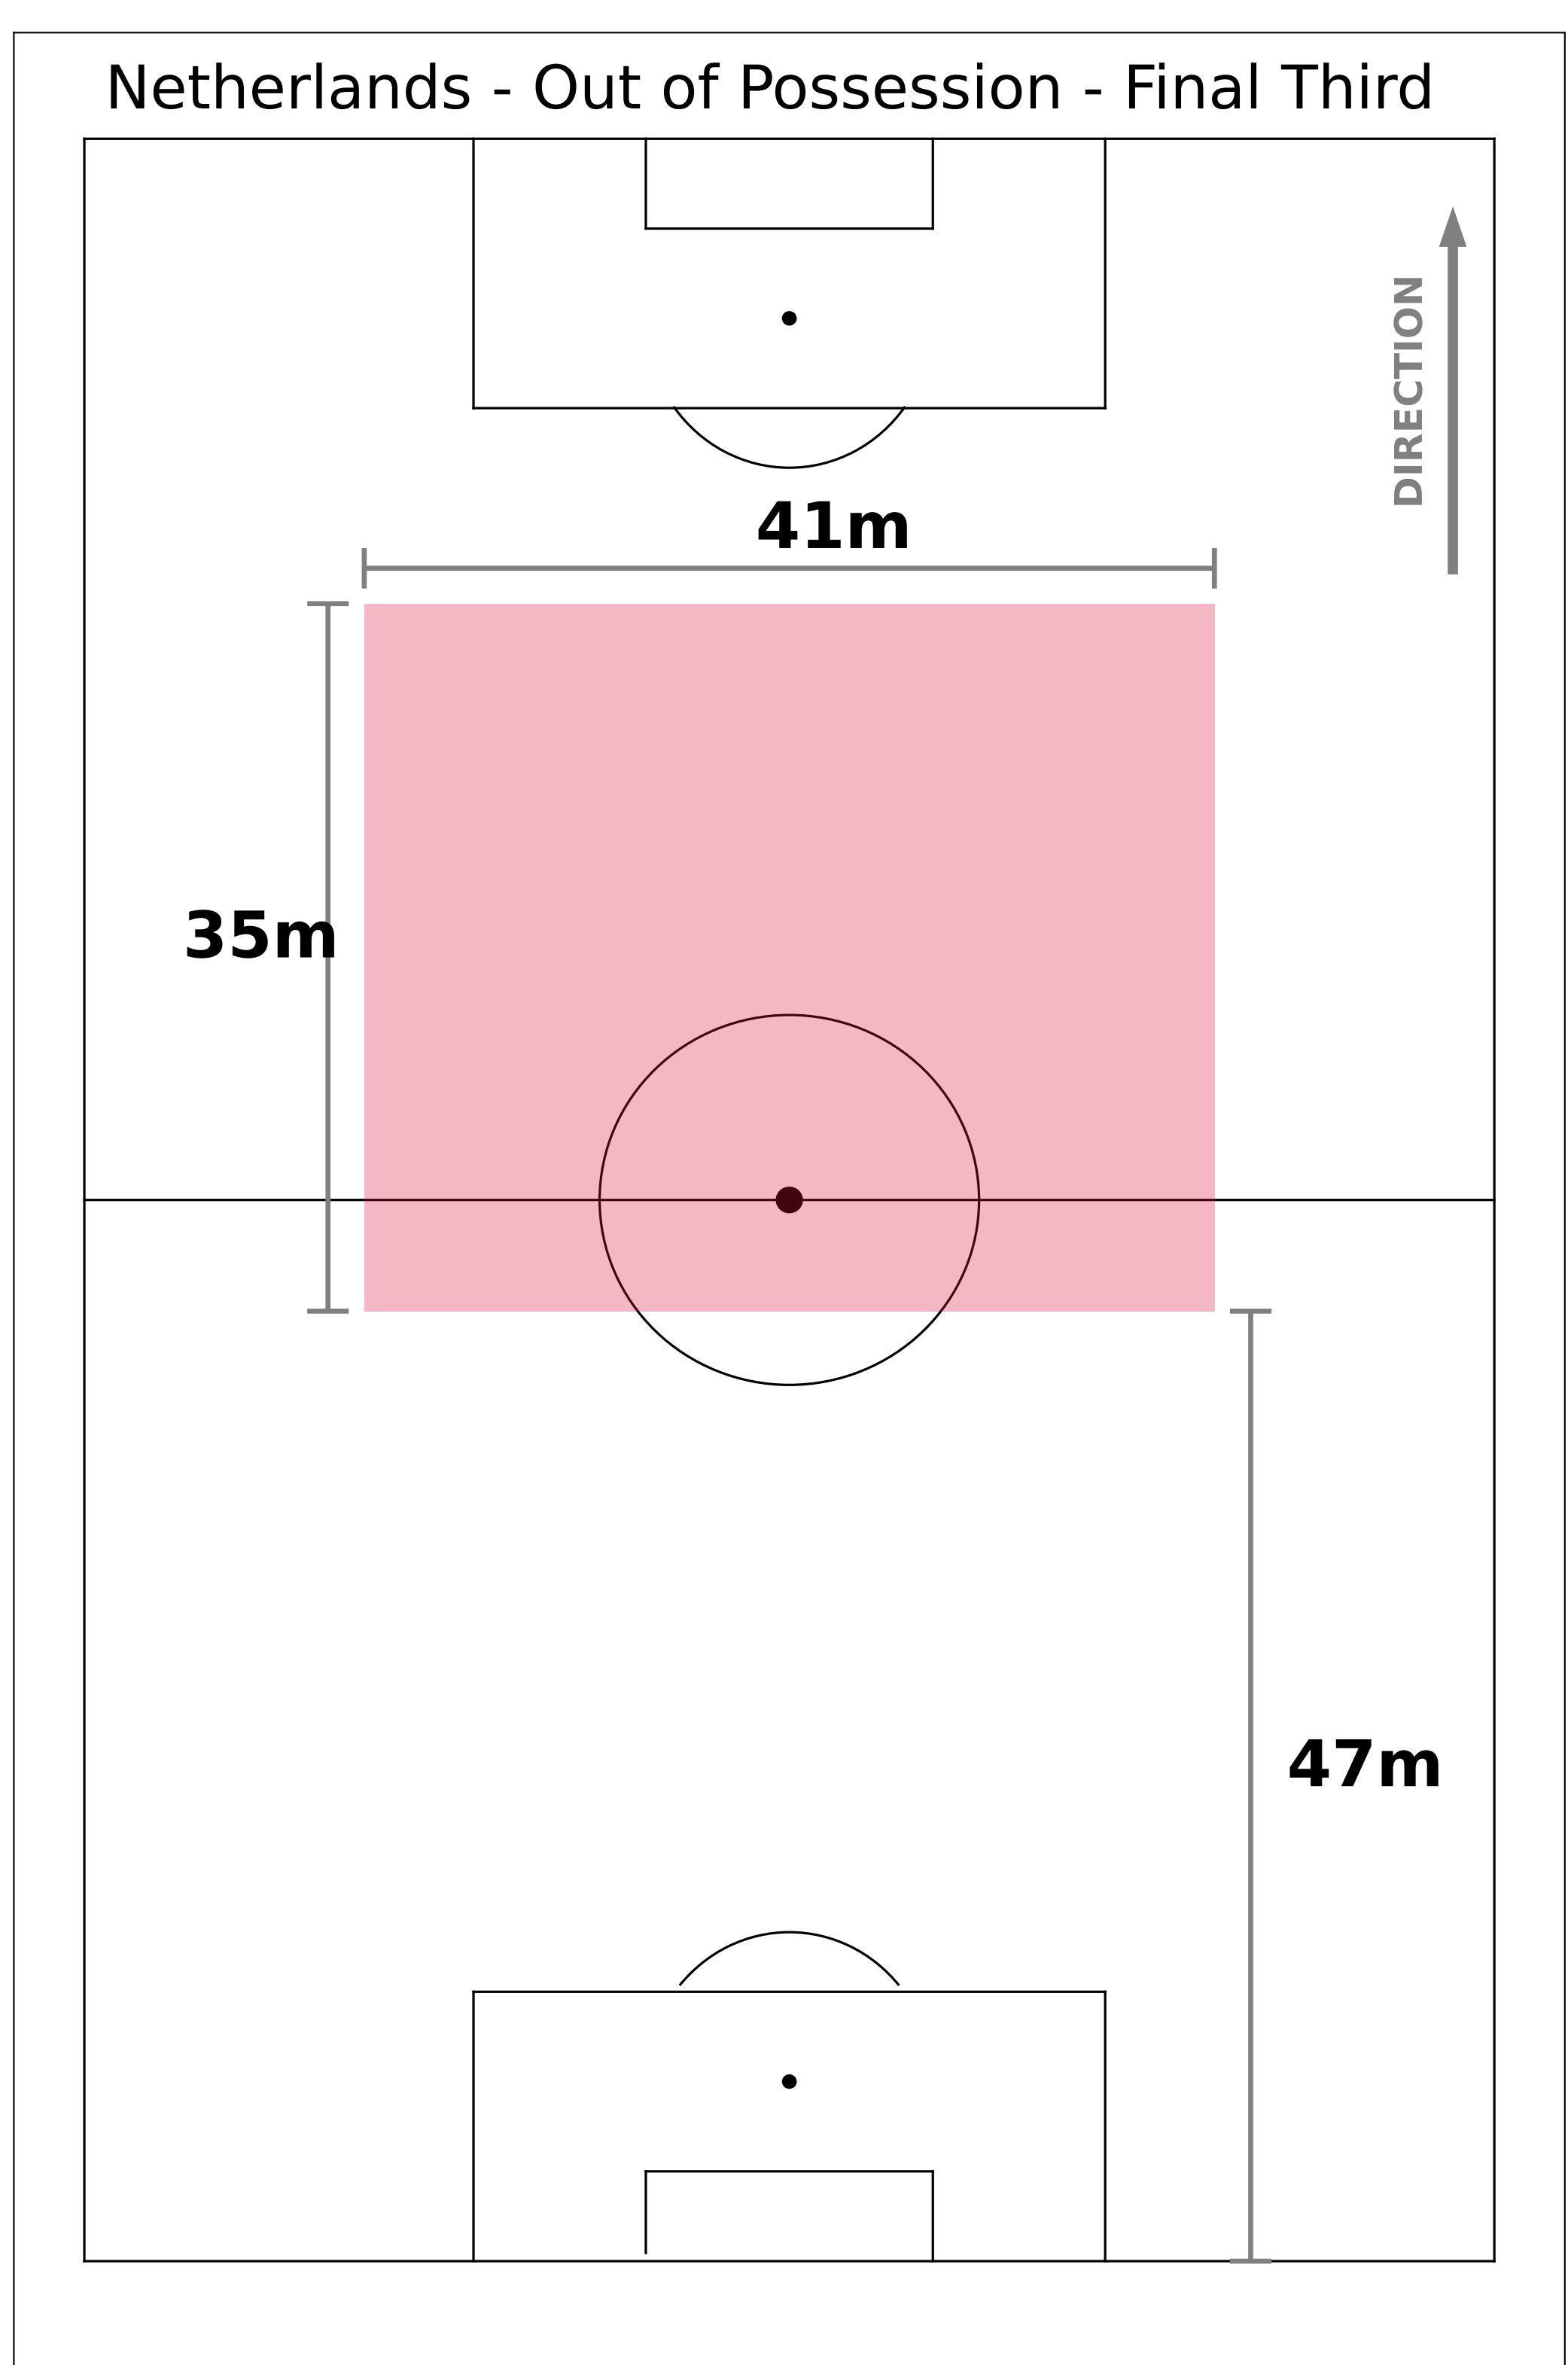 Netherlands - Out of Possession - Final Third
DIRECTION
41m
35m
47m